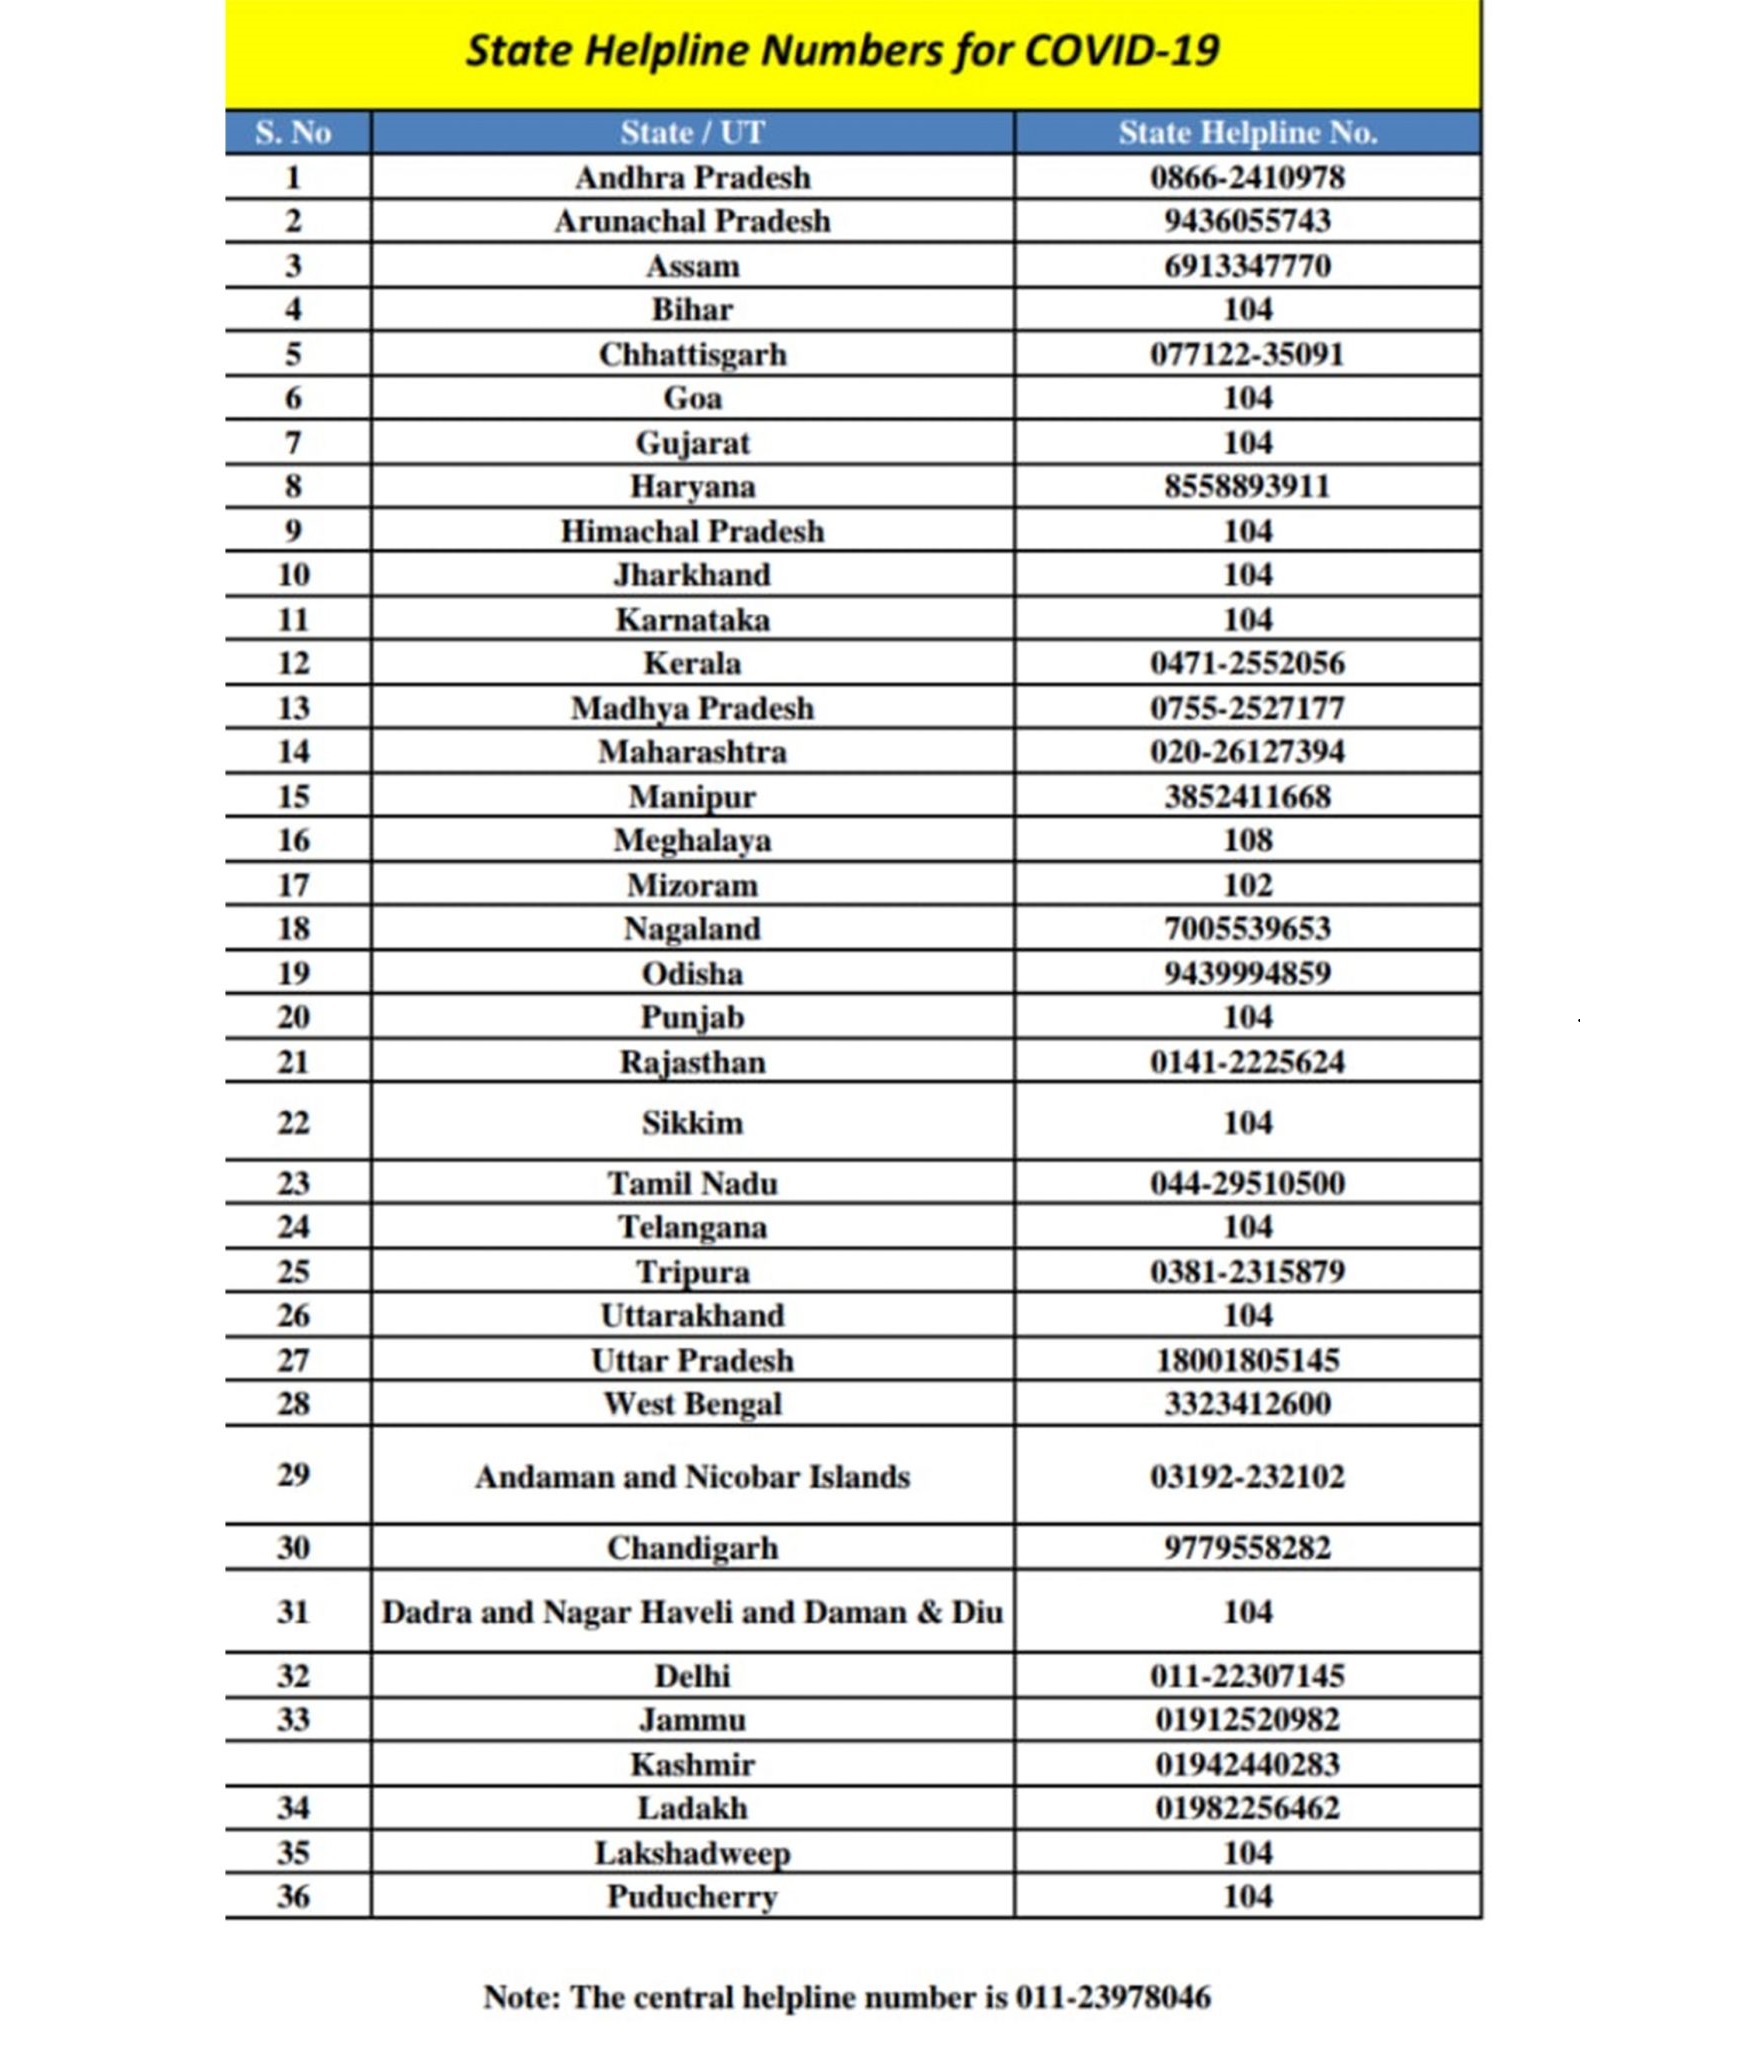 State Helpline Numbers for COVID-19
S. No State / UT State Helpline No.
1 Andhra Pradesh 0866-2410978
2 Arunachal Pradesh 9436055743
3 Assam 6913347770
4 Bihar 104
5 Chhattisgarh 077122-35091
6 Goa 104
7 Gujarat 104
8 Haryana 8558893911
9 Himachal Pradesh 104
10 Jharkhand 104
11 Karnataka 104
12 Kerala 0471-2552056
13 Madhya Pradesh 0755-2527177
14 Maharashtra 020-26127394
15 Manipur 3852411668
16 Meghalaya 108
17 Mizoram 102
18 Nagaland 7005539653
19 Odisha 9439994859
20 Punjab 104
21 Rajasthan 0141-2225624
22 Sikkim 104
23 Tamil Nadu 044-29510500
24 Telangana 104
25 Tripura 0381-2315879
26 Uttarakhand 104
27 Uttar Pradesh 18001805145
28 West Bengal 3323412600
29 Andaman and Nicobar Islands 03192-232102
30 Chandigarh 9779558282
31 Dadra and Nagar Haveli and Daman & Diu 104
32 Delhi 011-22307145
33 Jammu 01912520982
Kashmir 01942440283
34 Ladakh 01982256462
35 Lakshadweep 104
36 Puducherry 104
Note: The central helpline number is 011-23978046